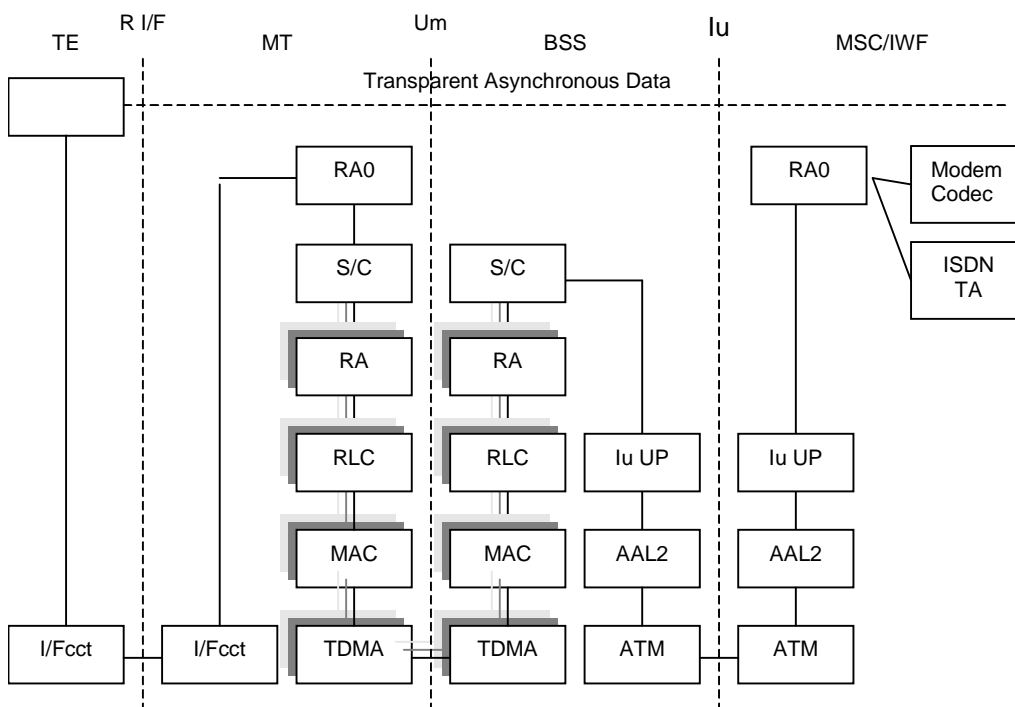 R I/F
Um
Iu
TE
MT
BSS
MSC/IWF
Transparent Asynchronous Data
RA0
RA0
Modem
Codec
S/C
S/C
ISDN
TA
RA
RA
RLC
RLC
Iu UP
Iu UP
MAC
MAC
AAL2
AAL2
I/Fcct
I/Fcct
TDMA
TDMA
ATM
ATM